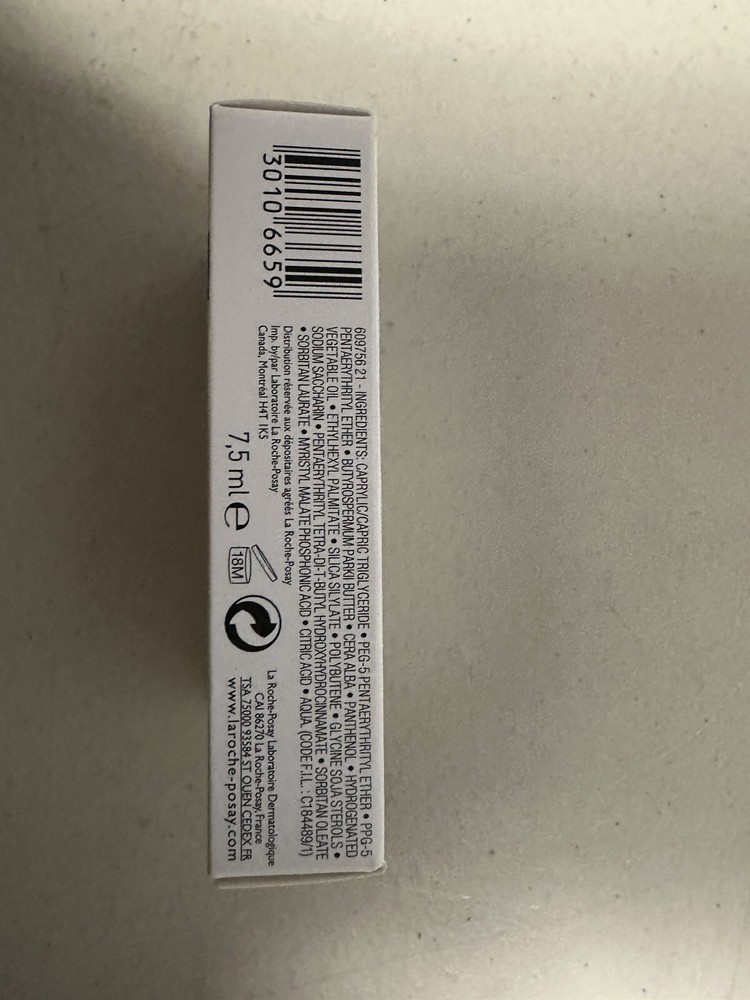 3010 6659
609756 21 - INGREDIENTS: CAPRYLIC/CAPRIC TRIGLYCERIDE • PEG-5 PENTAERYTHRITYL ETHER • PPG-5
PENTAERYTHRITYL ETHER • BUTYROSPERMUM PARKII BUTTER • CERA ALBA • PANTHENOL • HYDROGENATED
VEGETABLE OIL • ETHYLHEXYL PALMITATE • SILICA SILYLATE • POLYBUTENE • GLYCINE SOJA STEROLS •
SODIUM SACCHARIN • PENTAERYTHRITYL TETRA-DI-T-BUTYL HYDROXYHYDROCINNAMATE • SORBITAN OLEATE
• SORBITAN LAURATE • MYRISTYL MALATE PHOSPHONIC ACID • CITRIC ACID • AQUA. (CODE F.I.L. : C184489/1)
Distribution réservée aux dépositaires agréés La Roche-Posay
Imp. by/par Laboratoire La Roche-Posay
Canada, Montréal H4T 1K5
7,5 ml e
18M
La Roche-Posay Laboratoire Dermatologique
CAI 86270 La Roche-Posay, France
TSA 75000 93584 ST OUEN CEDEX FR
www.laroche-posay.com